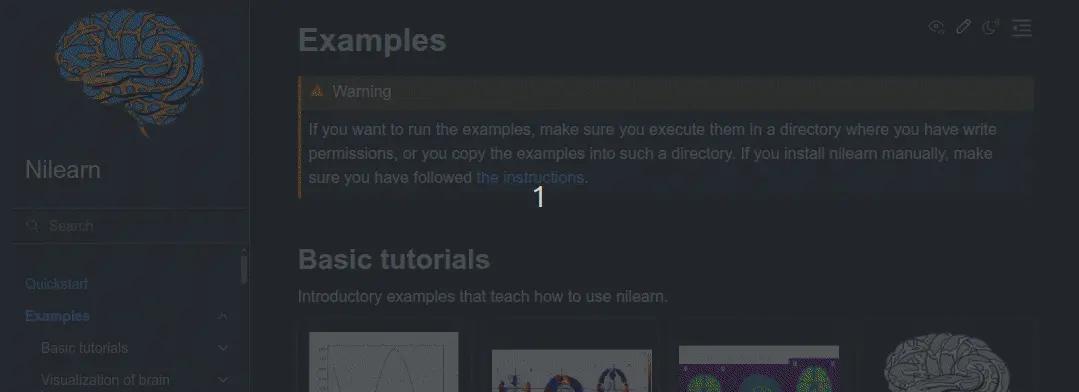 Nilearn
Search
Quickstart
Examples
Basic tutorials
Visualization of brain
Examples
Warning
If you want to run the examples, make sure you execute them in a directory where you have write
permissions, or you copy the examples into such a directory. If you install nilearn manually, make
sure you have followed the instructions.
1
Basic tutorials
Introductory examples that teach how to use nilearn.